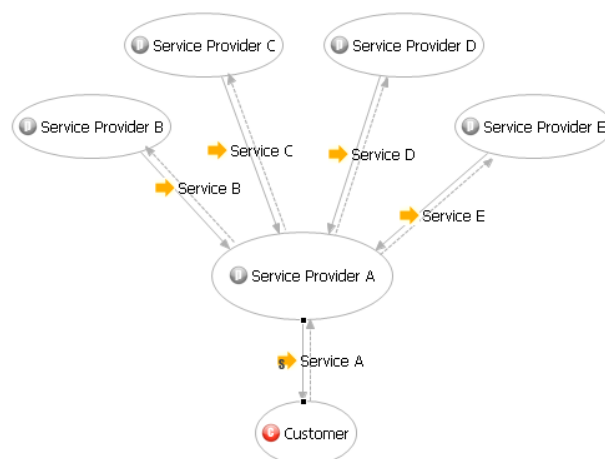 Service Provider C
Service Provider D
Service Provider B
Service Provider E
Service C
Service D
Service B
Service E
Service Provider A
S Service A
C Customer